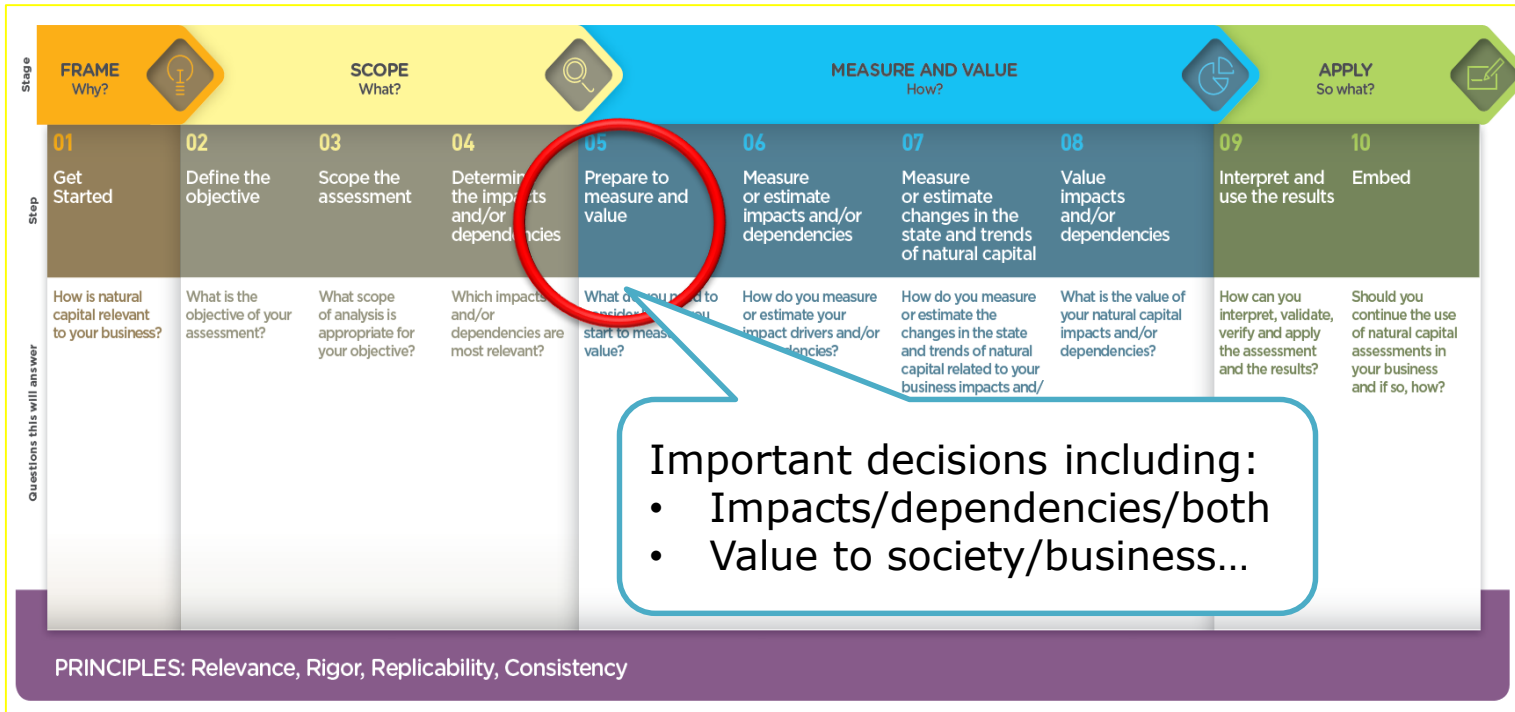 Stage
FRAME
Why?
SCOPE
What?
MEASURE AND VALUE
How?
APPLY
So what?
Step
01
Get
Started
02
Define the
objective
03
Scope the
assessment
04
Determine
the impacts
and/or
dependencies
05
Prepare to
measure and
value
06
Measure
or estimate
impacts and/or
dependencies
07
Measure
or estimate
changes in the
state and trends
of natural capital
08
Value
impacts
and/or
dependencies
09
Interpret and
use the results
10
Embed
Questions this will answer
How is natural
capital relevant
to your business?
What is the
objective of your
assessment?
What scope
of analysis is
appropriate for
your objective?
Which impacts
and/or
dependencies are
most relevant?
What do you need to
you
start to measure
value?
How do you measure
or estimate your
impact drivers and/or
dependencies?
How do you measure
or estimate the
changes in the state
and trends of natural
capital related to your
business impacts and/
What is the value of
your natural capital
impacts and/or
dependencies?
How can you
interpret, validate,
verify and apply
the assessment
and the results?
Should you
continue the use
of natural capital
assessments in
your business
and if so, how?
Important decisions including:
• Impacts/dependencies/both
• Value to society/business…
PRINCIPLES: Relevance, Rigor, Replicability, Consistency